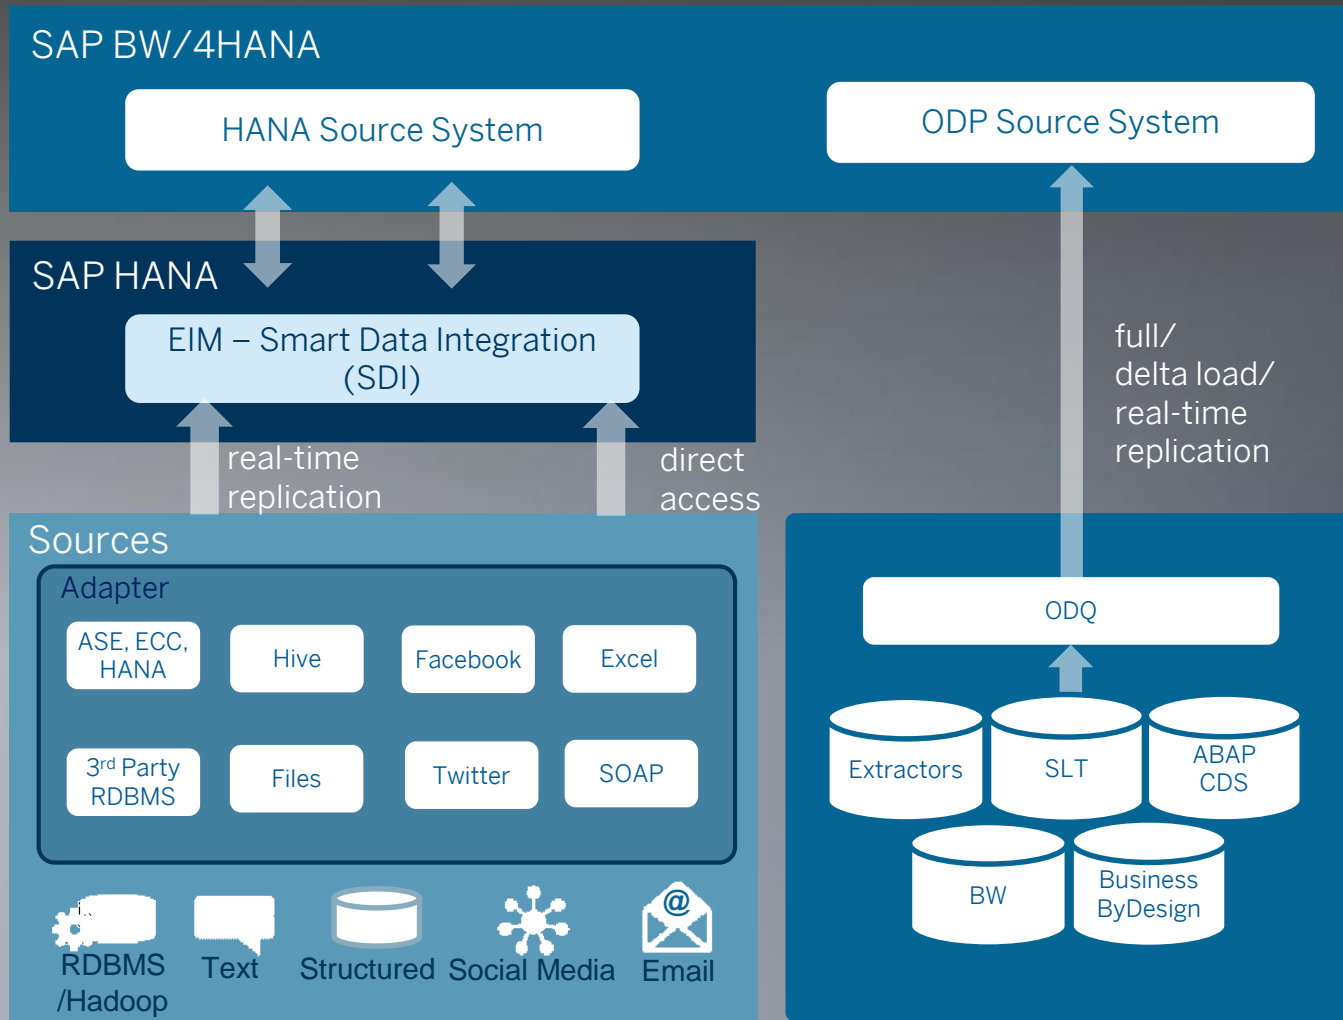 SAP BW/4HANA
HANA Source System
ODP Source System
SAP HANA
EIM – Smart Data Integration
(SDI)
real-time
replication
direct
access
full/
delta load/
real-time
replication
Sources
Adapter
ASE, ECC,
HANA
Hive
Facebook
Excel
3rd Party
RDBMS
Files
Twitter
SOAP
RDBMS
/Hadoop
Text
Structured
Social Media
@
Email
ODQ
Extractors
SLT
ABAP
CDS
BW
Business
ByDesign